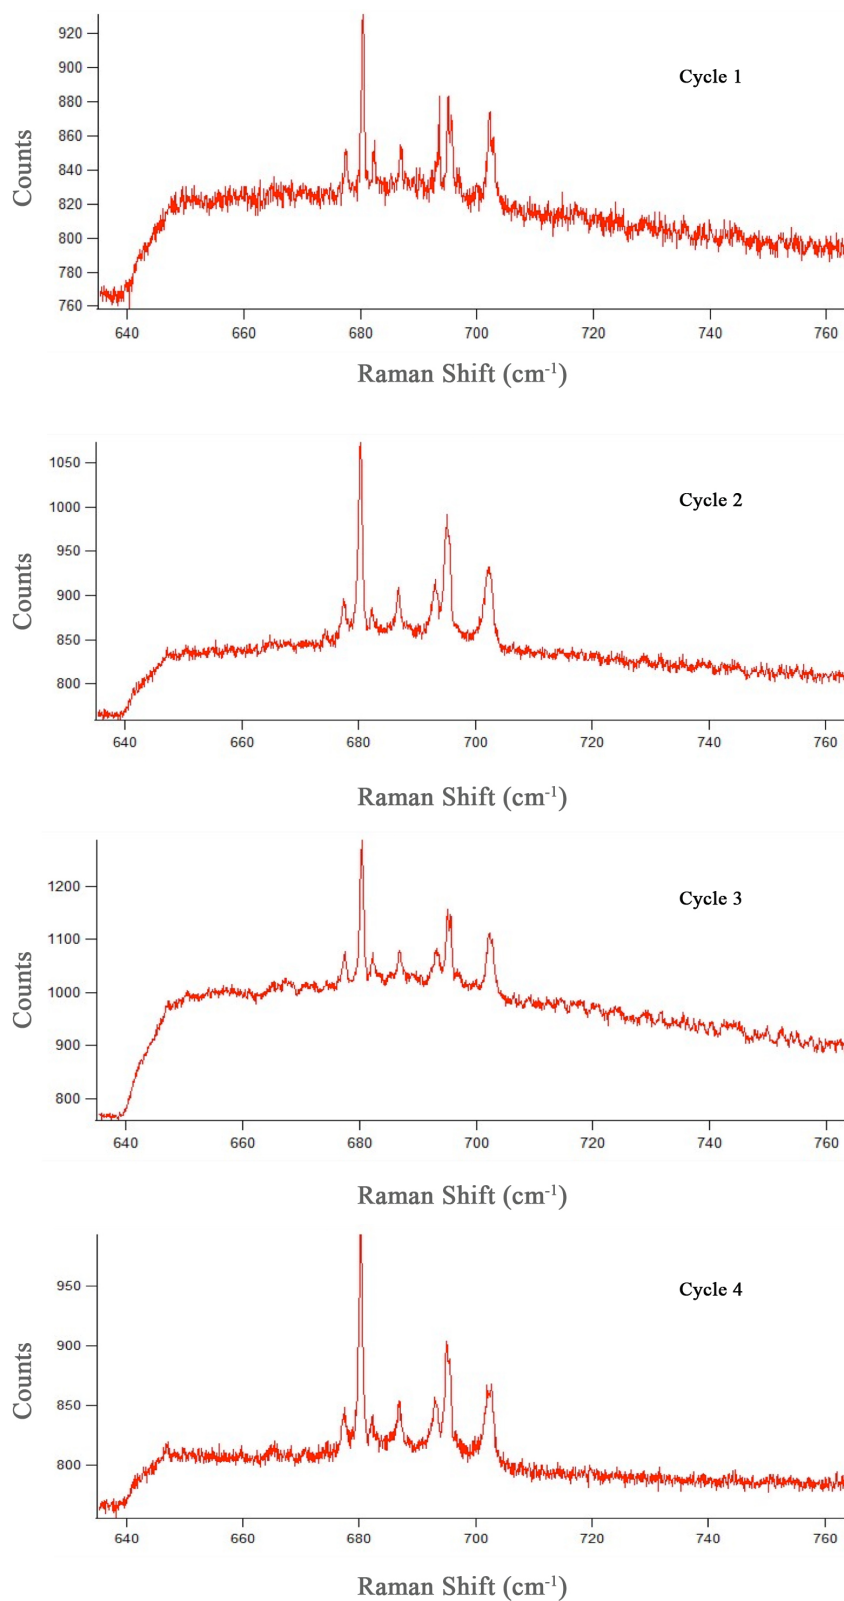 920
900
880
860
840
820
800
780
760
Counts
Cycle 1
640 660 680 700 720 740 760
Raman Shift (cm-1)
1050
1000
950
900
850
800
Counts
Cycle 2
640 660 680 700 720 740 760
Raman Shift (cm-1)
1200
1100
1000
900
800
Counts
Cycle 3
640 660 680 700 720 740 760
Raman Shift (cm-1)
950
900
850
800
Counts
Cycle 4
640 660 680 700 720 740 760
Raman Shift (cm-1)